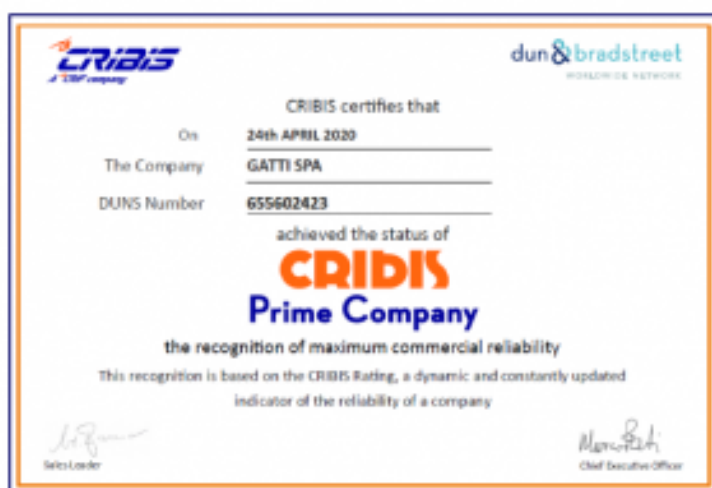 CRIBIS
A CRIF company
dun & bradstreet
WORLDWIDE NETWORK
CRIBIS certifies that
On 24th APRIL 2020
The Company GATTI SPA
DUNS Number 655602423
achieved the status of
CRIBIS
Prime Company
the recognition of maximum commercial reliability
This recognition is based on the CRIBIS Rating, a dynamic and constantly updated
indicator of the reliability of a company
Sales Leader
Chief Executive Officer